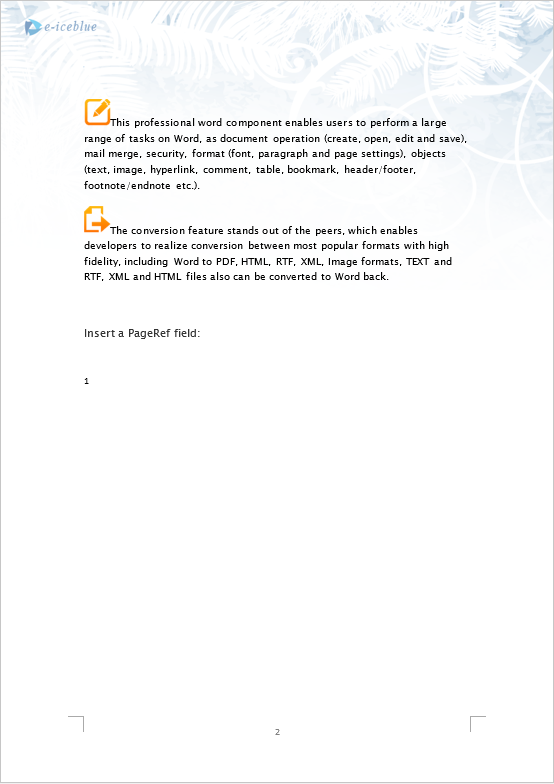 e-iceblue
This professional word component enables users to perform a large
range of tasks on Word, as document operation (create, open, edit and save),
mail merge, security, format (font, paragraph and page settings), objects
(text, image, hyperlink, comment, table, bookmark, header/footer,
footnote/endnote etc.).
The conversion feature stands out of the peers, which enables
developers to realize conversion between most popular formats with high
fidelity, including Word to PDF, HTML, RTF, XML, Image formats, TEXT and
RTF, XML and HTML files also can be converted to Word back.
Insert a PageRef field:
1
2